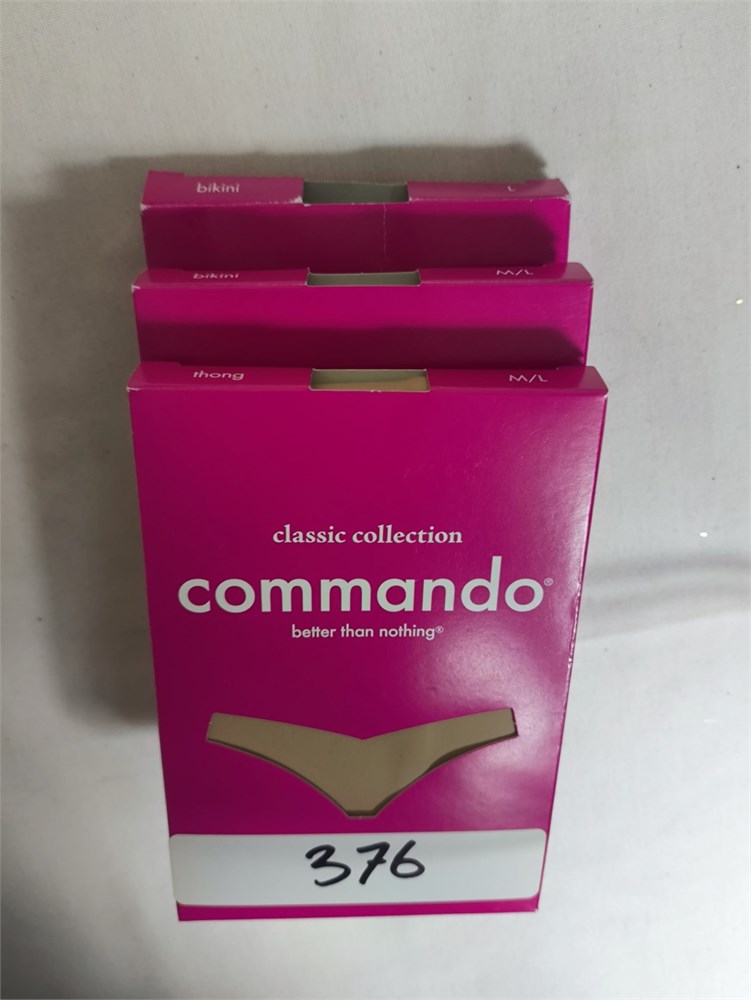 bikini L
bikini M/L
thong M/L
classic collection
commando®
better than nothing®
376